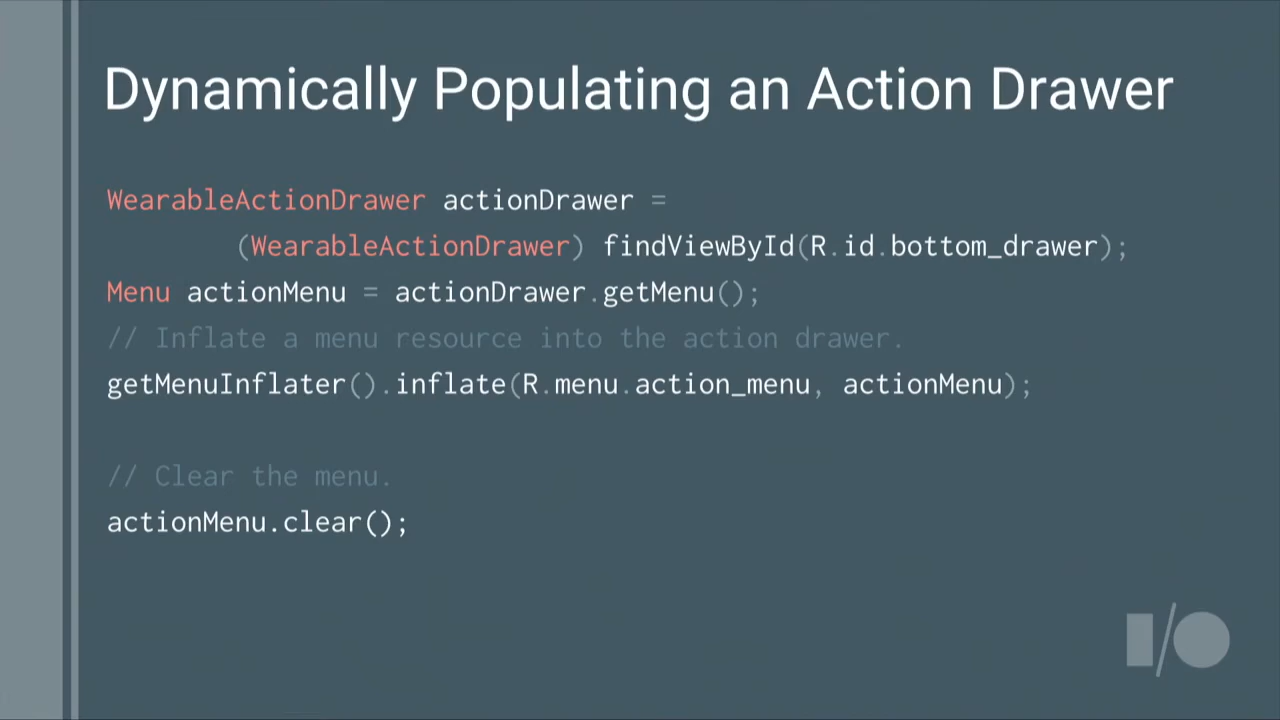 Dynamically Populating an Action Drawer
WearableActionDrawer actionDrawer =
(WearableActionDrawer) findViewById(R.id.bottom_drawer);
Menu actionMenu = actionDrawer.getMenu();
// Inflate a menu resource into the action drawer.
getMenuInflater().inflate(R.menu.action_menu, actionMenu);
// Clear the menu.
actionMenu.clear();
I/O